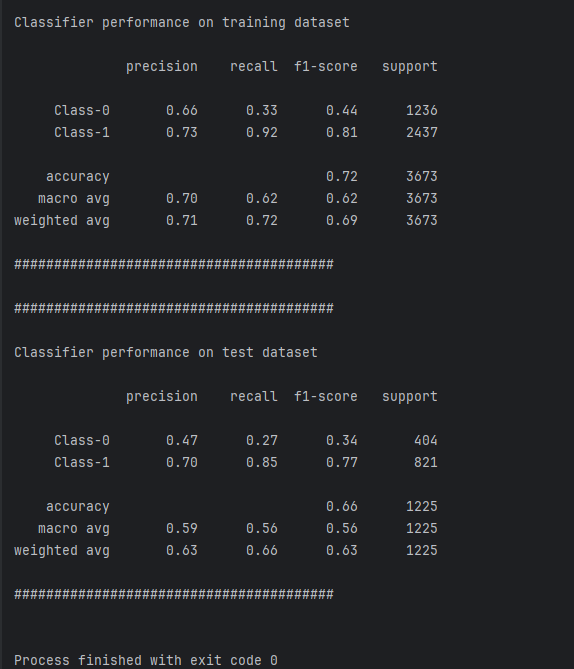 Classifier performance on training dataset
precision recall f1-score support
Class-0 0.66 0.33 0.44 1236
Class-1 0.73 0.92 0.81 2437
accuracy 0.72 3673
macro avg 0.70 0.62 0.62 3673
weighted avg 0.71 0.72 0.69 3673
########################################
########################################
Classifier performance on test dataset
precision recall f1-score support
Class-0 0.47 0.27 0.34 404
Class-1 0.70 0.85 0.77 821
accuracy 0.66 1225
macro avg 0.59 0.56 0.56 1225
weighted avg 0.63 0.66 0.63 1225
########################################
Process finished with exit code 0